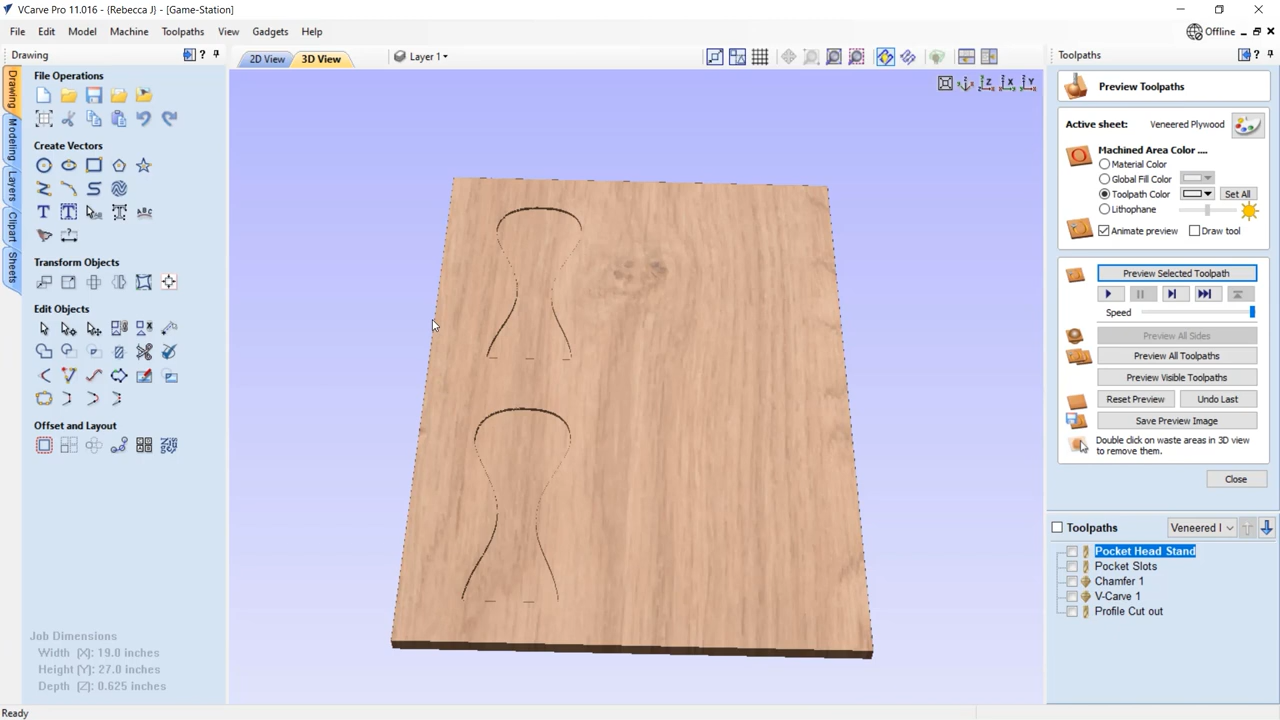 VCarve Pro 11.016 - {Rebecca J} - [Game-Station]
File Edit Model Machine Toolpaths View Gadgets Help
Offline
Drawing
2D View 3D View Layer 1
Toolpaths
Drawing
Modeling
Layers
Clipart
Sheets
File Operations
Create Vectors
Transform Objects
Edit Objects
Offset and Layout
Job Dimensions
Width [X]: 19.0 inches
Height [Y]: 27.0 inches
Depth [Z]: 0.625 inches
Z X Y
Preview Toolpaths
Active sheet: Veneered Plywood
Machined Area Color ....
Material Color
Global Fill Color
Toolpath Color Set All
Lithophane
Animate preview Draw tool
Preview Selected Toolpath
Speed
Preview All Sides
Preview All Toolpaths
Preview Visible Toolpaths
Reset Preview Undo Last
Save Preview Image
Double click on waste areas in 3D view
to remove them.
Close
Toolpaths Veneered I
Pocket Head Stand
Pocket Slots
Chamfer 1
V-Carve 1
Profile Cut out
Ready